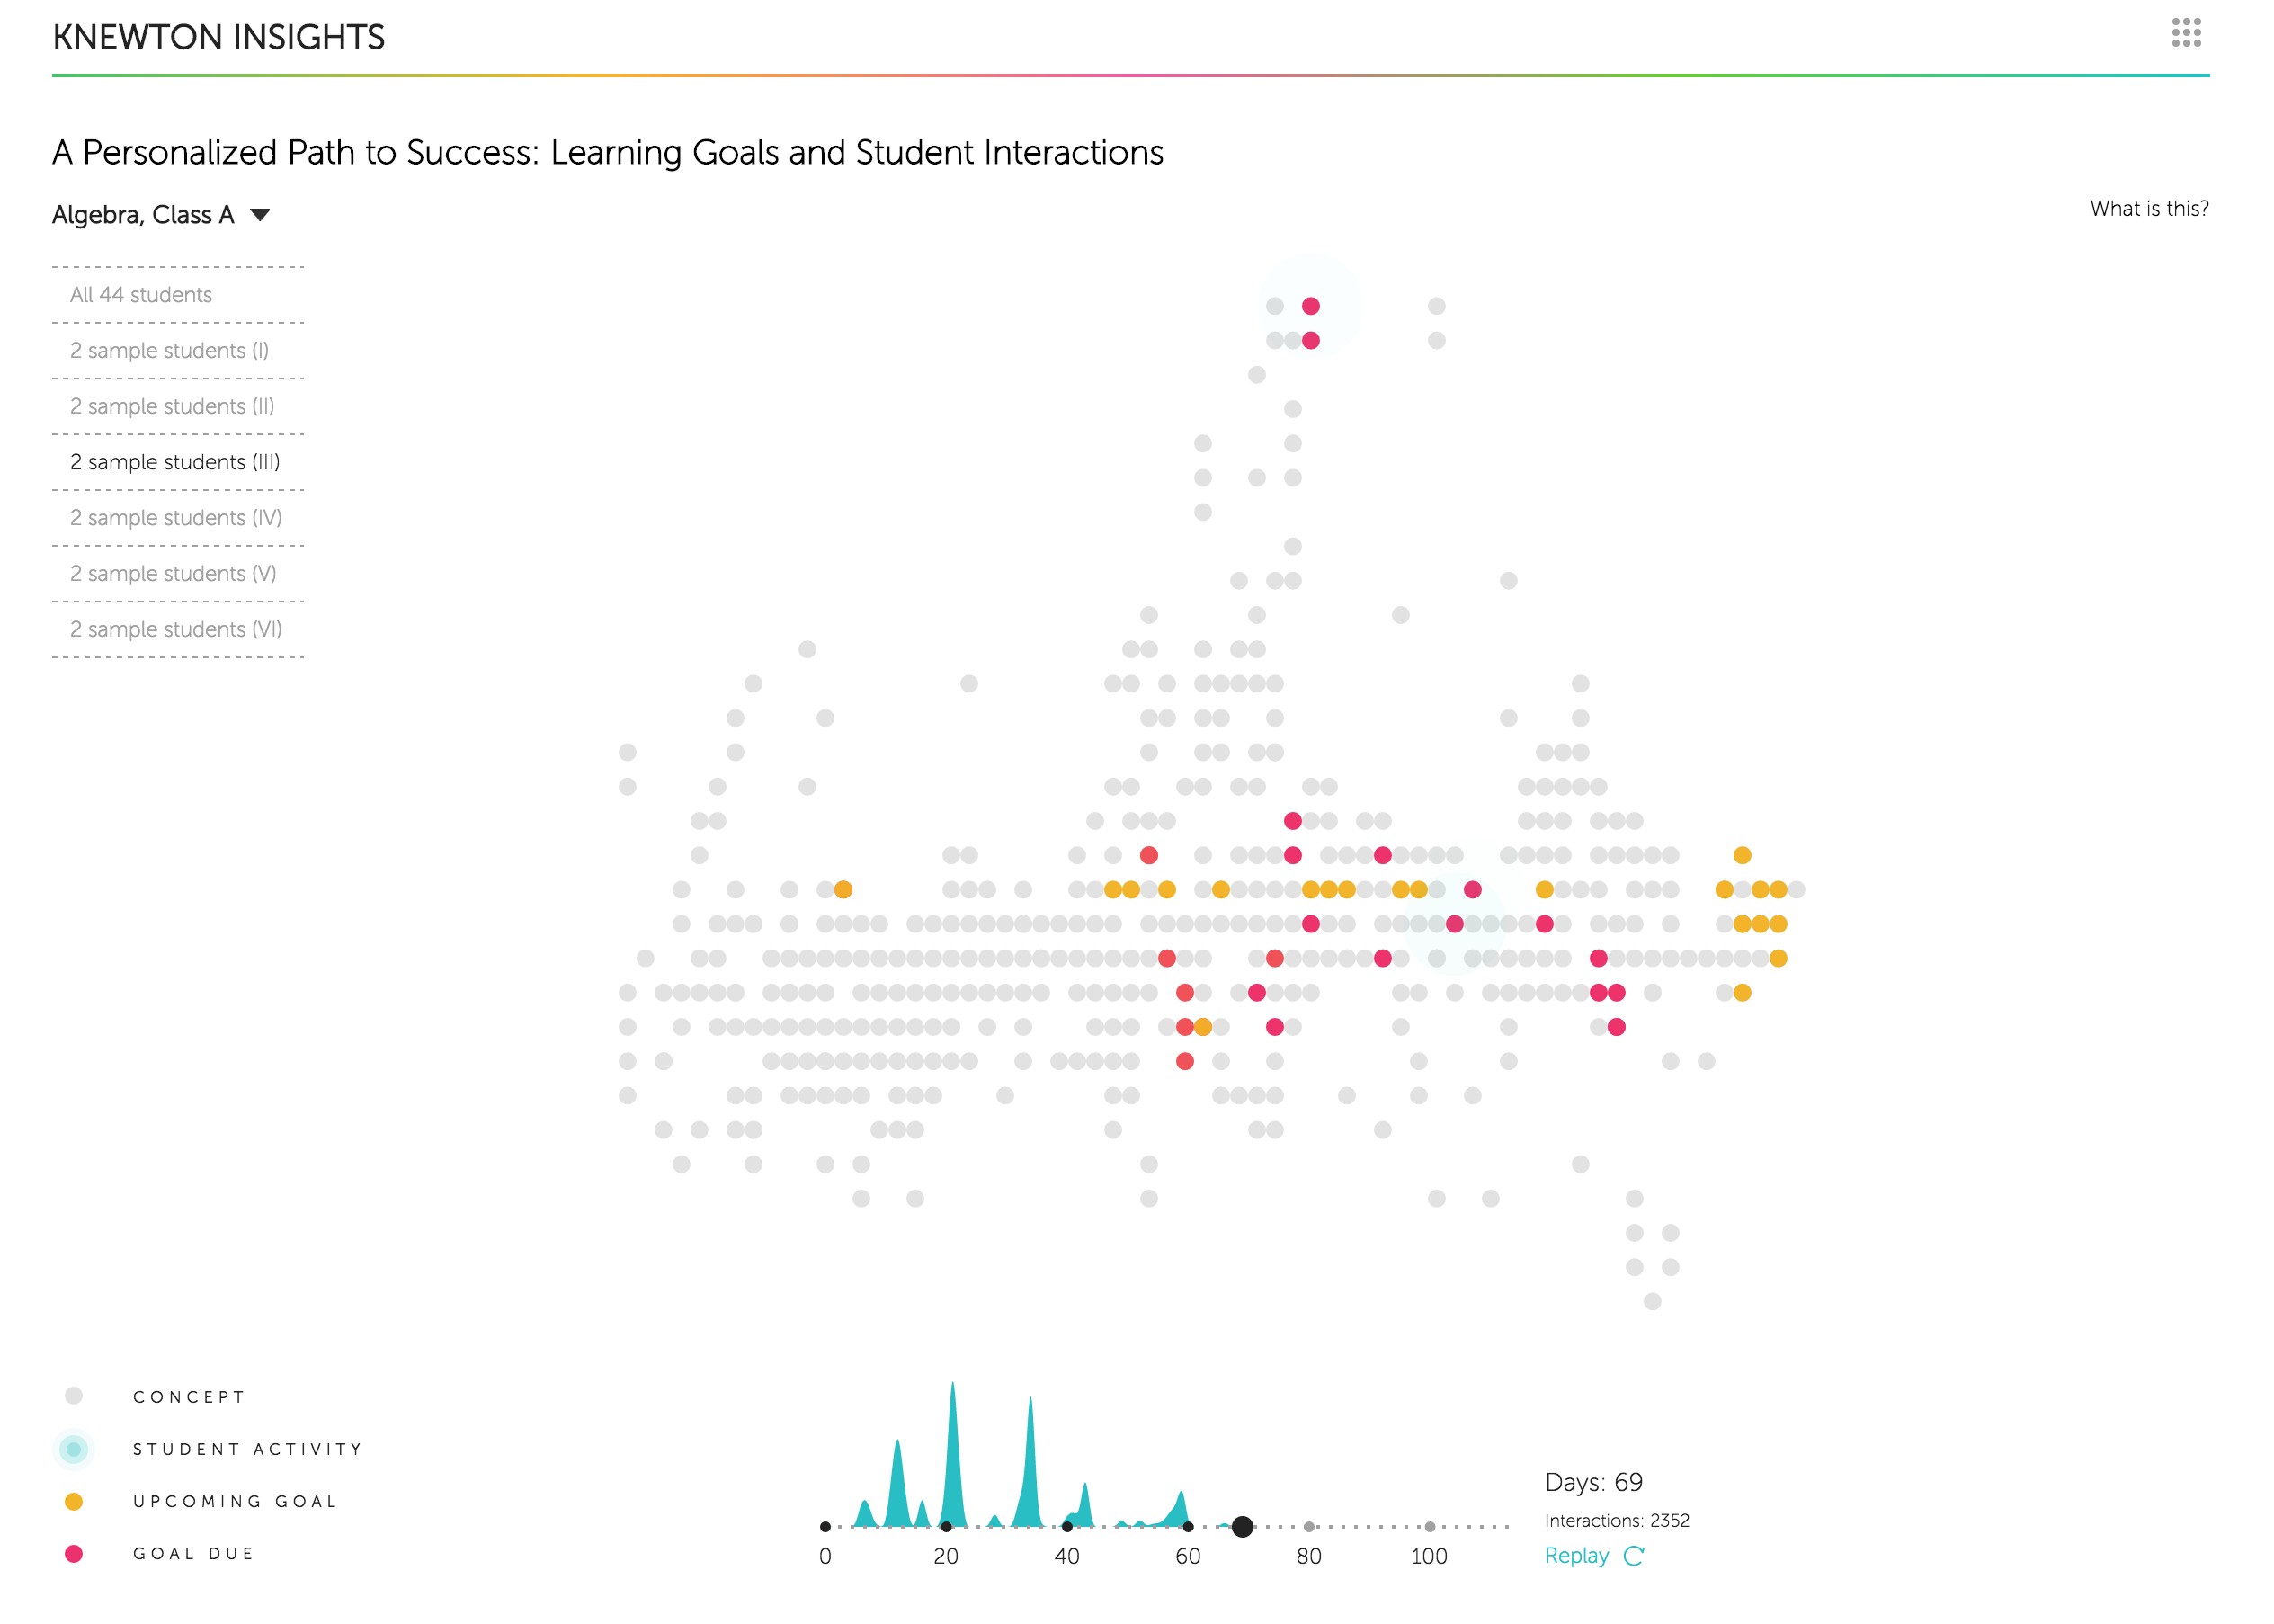 KNEWTON INSIGHTS
A Personalized Path to Success: Learning Goals and Student Interactions
Algebra, Class A
What is this?
All 44 students
2 sample students (I)
2 sample students (II)
2 sample students (III)
2 sample students (IV)
2 sample students (V)
2 sample students (VI)
CONCEPT
STUDENT ACTIVITY
UPCOMING GOAL
GOAL DUE
0 20 40 60 80 100
Days: 69
Interactions: 2352
Replay